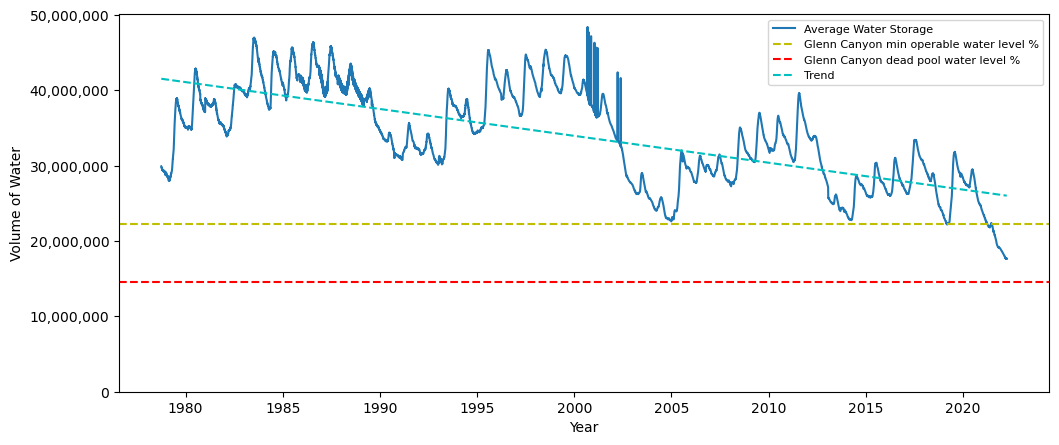 50,000,000
40,000,000
30,000,000
20,000,000
10,000,000
0
Volume of Water
1980 1985 1990 1995 2000 2005 2010 2015 2020
Year
Average Water Storage
Glenn Canyon min operable water level %
Glenn Canyon dead pool water level %
Trend